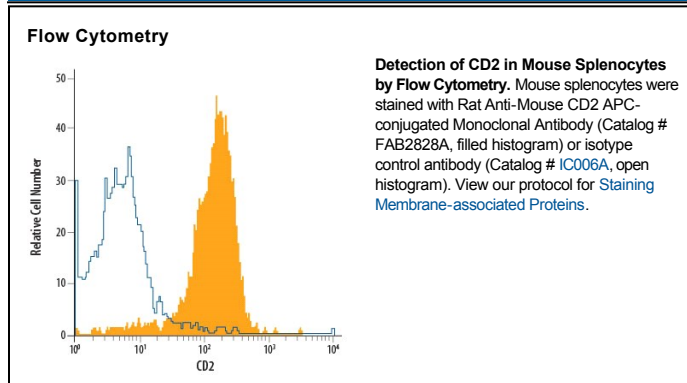 Flow Cytometry
Detection of CD2 in Mouse Splenocytes
by Flow Cytometry. Mouse splenocytes were
stained with Rat Anti-Mouse CD2 APC-
conjugated Monoclonal Antibody (Catalog #
FAB2828A, filled histogram) or isotype
control antibody (Catalog # IC006A, open
histogram). View our protocol for Staining
Membrane-associated Proteins.
Relative Cell Number
50
40
30
20
10
0
10⁰ 10¹ 10² 10³ 10⁴
CD2